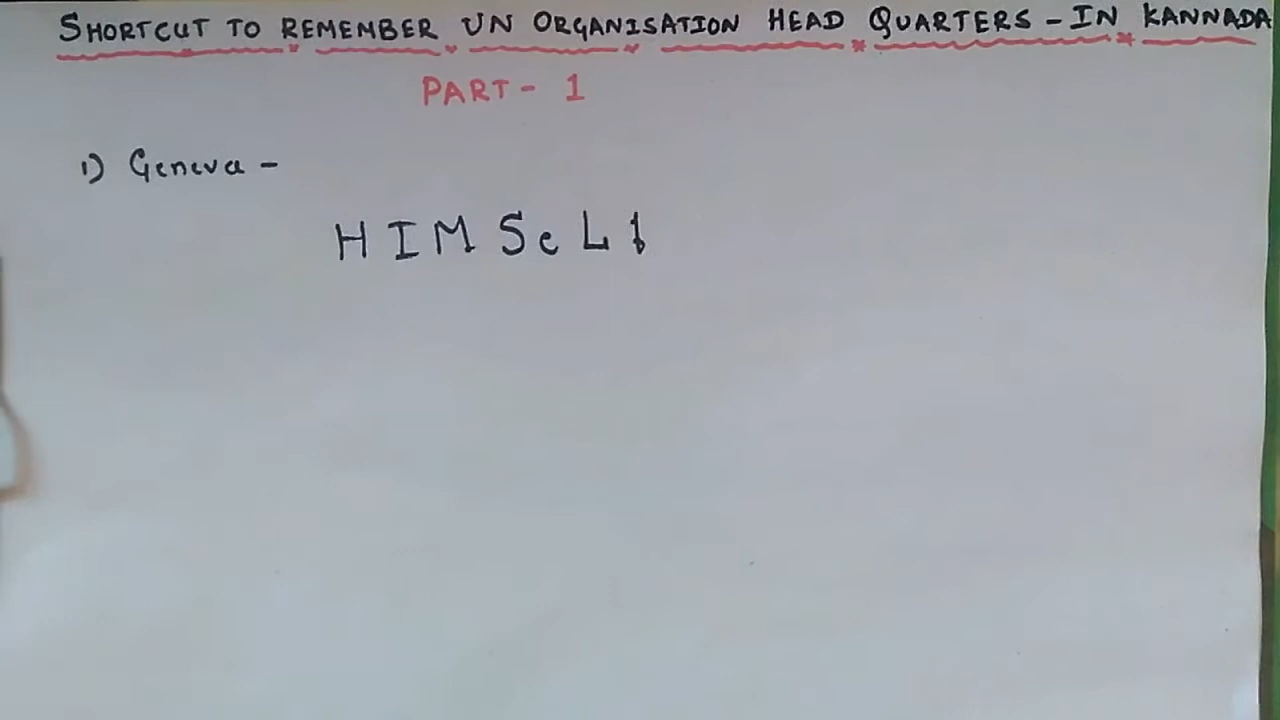 SHORTCUT TO REMEMBER UN ORGANISATION HEAD QUARTERS - IN KANNADA
PART - 1
1) Geneva -
H I M S e L